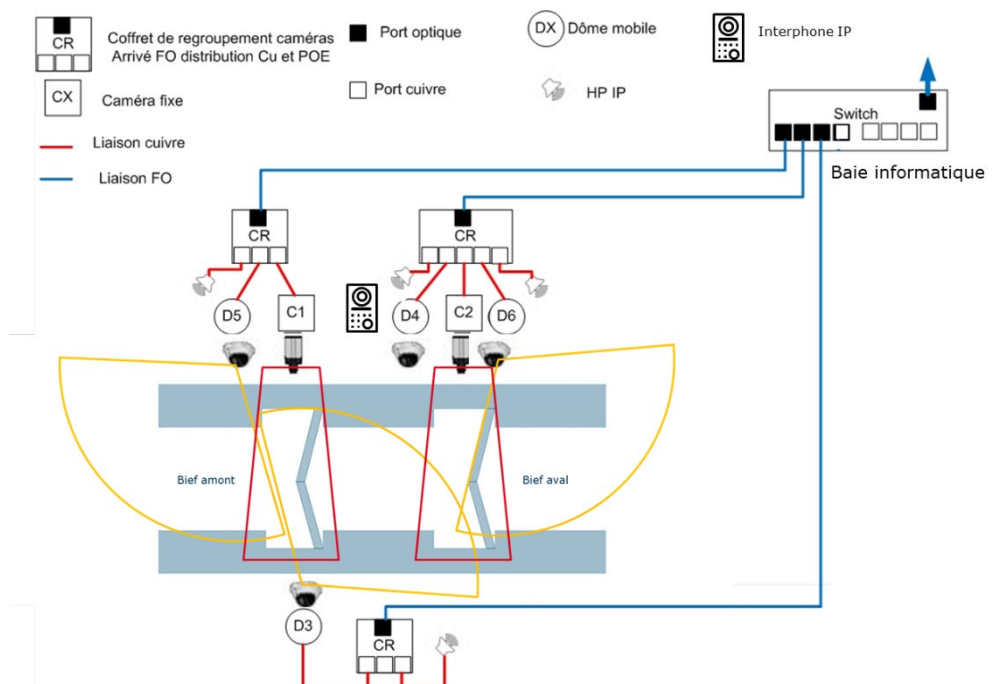 CR
Coffret de regroupement caméras
Arrivé FO distribution Cu et POE
Port optique
DX
Dôme mobile
Interphone IP
CX
Caméra fixe
Port cuivre
HP IP
Liaison cuivre
Liaison FO
Switch
Baie informatique
CR
CR
D5
C1
D4
C2
D6
Bief amont
Bief aval
D3
CR